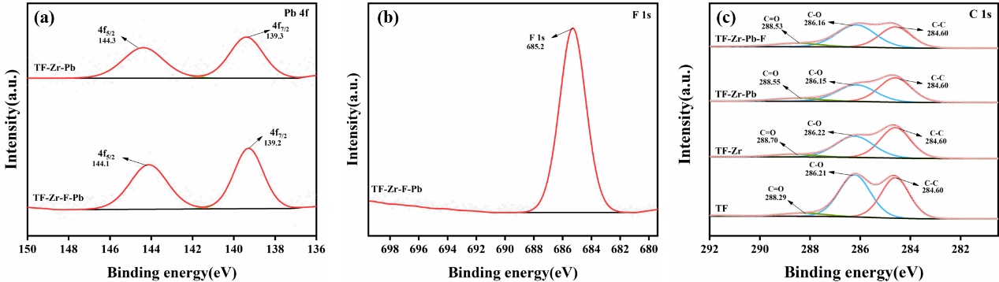 (a)
Pb 4f
4f5/2
144.3
4f7/2
139.3
TF-Zr-Pb
4f5/2
144.1
4f7/2
139.2
TF-Zr-F-Pb
Intensity(a.u.)
150 148 146 144 142 140 138 136
Binding energy(eV)
(b)
F 1s
F 1s
685.2
TF-Zr-F-Pb
Intensity(a.u.)
698 696 694 692 690 688 686 684 682 680
Binding energy(eV)
(c)
C 1s
C=O
288.53
C-O
286.16
C-C
284.60
TF-Zr-Pb-F
C=O
288.55
C-O
286.15
C-C
284.60
TF-Zr-Pb
C=O
288.70
C-O
286.22
C-C
284.60
TF-Zr
C=O
288.29
C-O
286.21
C-C
284.60
TF
Intensity(a.u.)
292 290 288 286 284 282
Binding energy(eV)